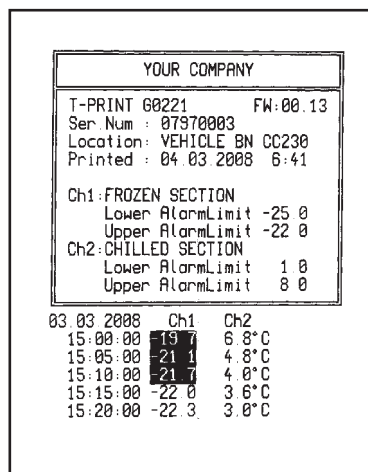 YOUR COMPANY
T-PRINT G0221 FW:00.13
Ser.Num : 07970003
Location: VEHICLE BN CC230
Printed : 04.03.2008 6:41
Ch1:FROZEN SECTION
Lower AlarmLimit -25.0
Upper AlarmLimit -22.0
Ch2:CHILLED SECTION
Lower AlarmLimit 1.0
Upper AlarmLimit 8.0
03.03.2008 Ch1 Ch2
15:00:00 -19.7 6.8°C
15:05:00 -21.1 4.8°C
15:10:00 -21.7 4.0°C
15:15:00 -22.0 3.6°C
15:20:00 -22.3 3.0°C